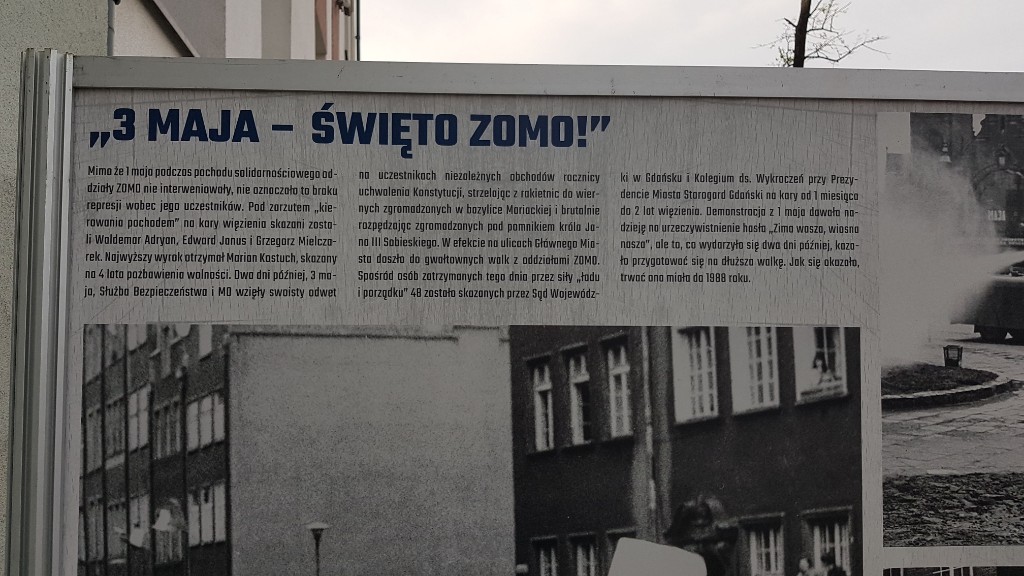 „3 MAJA – ŚWIĘTO ZOMO!”
Mimo że 1 maja podczas pochodu solidarnościowego od-
działy ZOMO nie interweniowały, nie oznaczało to braku
represji wobec jego uczestników. Pod zarzutem „kie-
rowania pochodem” na kary więzienia skazani zosta-
li Waldemar Adryan, Edward Janus i Grzegorz Mielcza-
rek. Najwyższy wyrok otrzymał Marian Kostuch, skazany
na 4 lata pozbawienia wolności. Dwa dni później, 3 ma-
ja, Służba Bezpieczeństwa i MO wzięły swoisty odwet
na uczestnikach niezależnych obchodów rocznicy
uchwalenia Konstytucji, strzelając z rakietnic do wier-
nych zgromadzonych w bazylice Mariackiej i brutalnie
rozpędzając zgromadzonych pod pomnikiem króla Ja-
na III Sobieskiego. W efekcie na ulicach Głównego Mia-
sta doszło do gwałtownych walk z oddziałami ZOMO.
Spośród osób zatrzymanych tego dnia przez siły „ładu
i porządku” 48 zostało skazanych przez Sąd Wojewódz-
ki w Gdańsku i Kolegium ds. Wykroczeń przy Prezy-
dencie Miasta Starogard Gdański na kary od 1 miesiąca
do 2 lat więzienia. Demonstracja z 1 maja dawała na-
dzieję na urzeczywistnienie hasła „Zima wasza, wiosna
nasza”, ale to, co wydarzyło się dwa dni później, kaza-
ło przygotować się na dłuższą walkę. Jak się okazało,
trwać ona miała do 1988 roku.